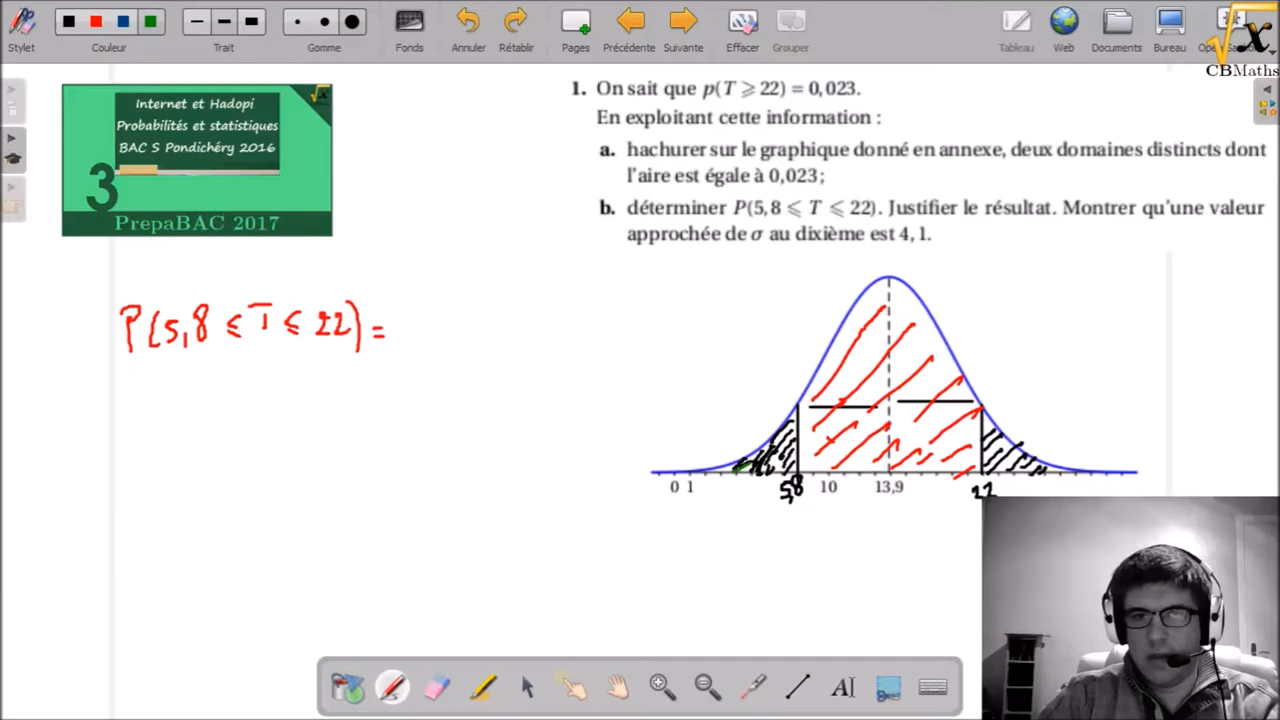 Stylet Couleur Trait Gomme Fonds Annuler Rétablir Pages Précédente Suivante Effacer Grouper Tableau Web Documents Bureau
√x
CBMaths
Internet et Hadopi
Probabilités et statistiques
BAC S Pondichéry 2016
3
PrepaBAC 2017
1. On sait que p(T ⩾ 22) = 0,023.
En exploitant cette information :
a. hachurer sur le graphique donné en annexe, deux domaines distincts dont
l'aire est égale à 0,023;
b. déterminer P(5,8 ⩽ T ⩽ 22). Justifier le résultat. Montrer qu'une valeur
approchée de σ au dixième est 4,1.
P(5,8 ⩽ T ⩽ 22) =
0 1 5,8 10 13,9 22
AI